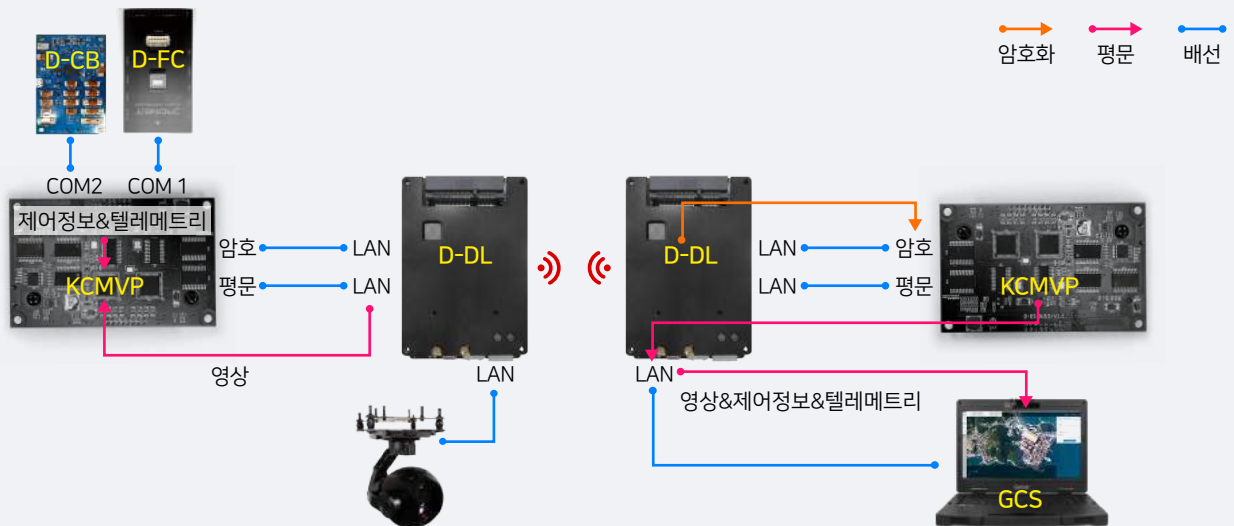 암호화 평문 배선
D-CB D-FC
COM2 COM 1
제어정보&텔레메트리
KCMVP
암호 LAN
평문 LAN
D-DL
영상
LAN
D-DL
LAN 암호
LAN 평문
KCMVP
LAN
영상&제어정보&텔레메트리
GCS